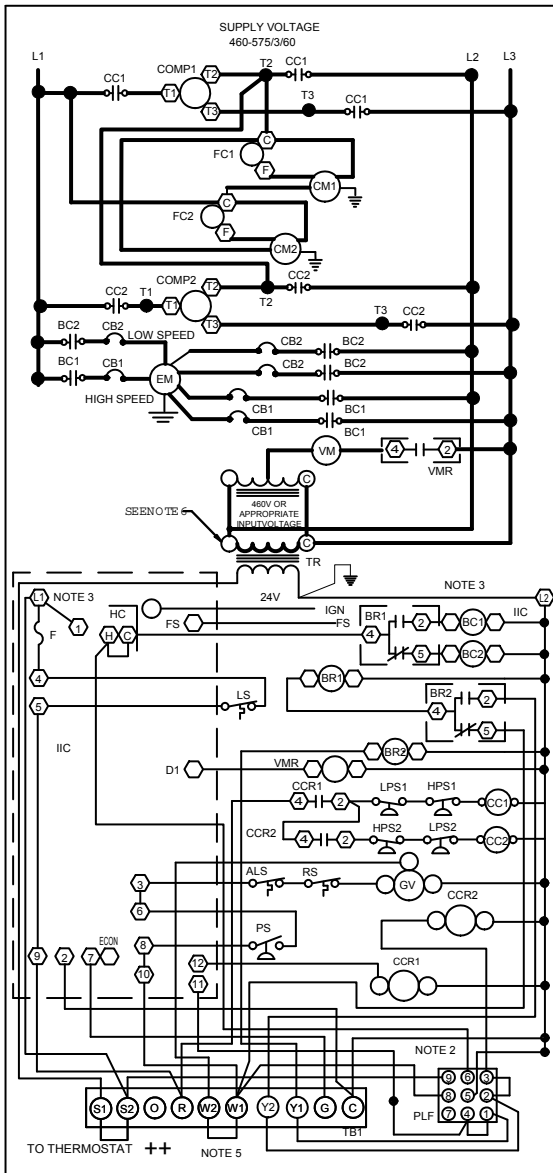 SUPPLY VOLTAGE
460-575/3/60
L1 T2 L2 L3
CC1 COMP1 T2 CC1
T1
T3 T3 CC1
FC1 C
F
CM1
FC2 C
F
CM2
CC2 T1 COMP2 T2 T2 CC2
T1
T3 T3 CC2
BC2 CB2 LOW SPEED CB2 BC2
BC1 CB1 EM CB2 BC2
HIGH SPEED
CB1 BC1
CB1 BC1
VM 4 2
VMR
C
460V OR
APPROPRIATE
INPUTVOLTAGE
SEENOTE 6
C
TR
24V
L1 NOTE 3 NOTE 3 L2
HC IGN BR1 IIC
1 FS FS 2 BC1
F H C 4
5 BC2
4 BR1
LS BR2
5 2
4
IIC 5
BR2
D1 VMR
CCR1 LPS1 HPS1
4 2 CC1
CCR2 HPS2 LPS2
4 2 CC2
3 ALS RS GV
CCR2
6
PS
ECON
9 2 7 8
10 12 CCR1
11
NOTE 2
9 6 3
8 5 2
PLF 7 4 1
S1 S2 O R W2 W1 Y2 Y1 G C
TB1
TO THERMOSTAT ++ NOTE 5